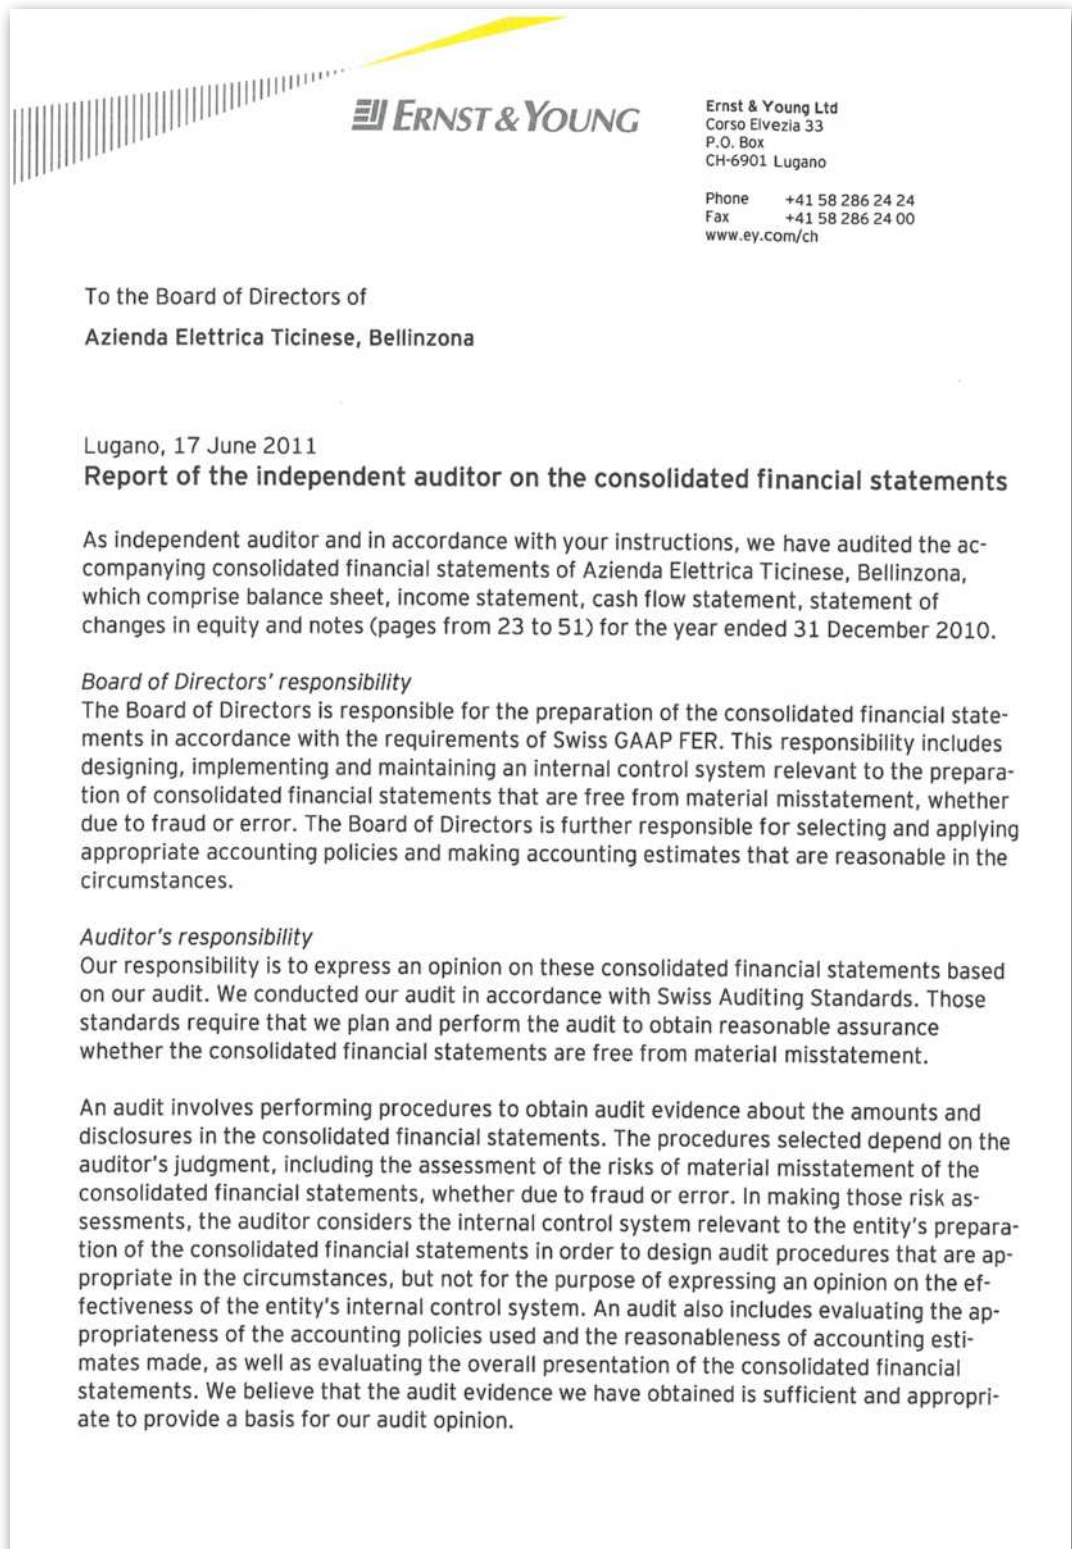 ERNST & YOUNG
Ernst & Young Ltd
Corso Elvezia 33
P.O. Box
CH-6901 Lugano
Phone +41 58 286 24 24
Fax +41 58 286 24 00
www.ey.com/ch
To the Board of Directors of
Azienda Elettrica Ticinese, Bellinzona
Lugano, 17 June 2011
Report of the independent auditor on the consolidated financial statements
As independent auditor and in accordance with your instructions, we have audited the ac-
companying consolidated financial statements of Azienda Elettrica Ticinese, Bellinzona,
which comprise balance sheet, income statement, cash flow statement, statement of
changes in equity and notes (pages from 23 to 51) for the year ended 31 December 2010.
Board of Directors' responsibility
The Board of Directors is responsible for the preparation of the consolidated financial state-
ments in accordance with the requirements of Swiss GAAP FER. This responsibility includes
designing, implementing and maintaining an internal control system relevant to the prepara-
tion of consolidated financial statements that are free from material misstatement, whether
due to fraud or error. The Board of Directors is further responsible for selecting and applying
appropriate accounting policies and making accounting estimates that are reasonable in the
circumstances.
Auditor's responsibility
Our responsibility is to express an opinion on these consolidated financial statements based
on our audit. We conducted our audit in accordance with Swiss Auditing Standards. Those
standards require that we plan and perform the audit to obtain reasonable assurance
whether the consolidated financial statements are free from material misstatement.
An audit involves performing procedures to obtain audit evidence about the amounts and
disclosures in the consolidated financial statements. The procedures selected depend on the
auditor's judgment, including the assessment of the risks of material misstatement of the
consolidated financial statements, whether due to fraud or error. In making those risk as-
sessments, the auditor considers the internal control system relevant to the entity's prepara-
tion of the consolidated financial statements in order to design audit procedures that are ap-
propriate in the circumstances, but not for the purpose of expressing an opinion on the ef-
fectiveness of the entity's internal control system. An audit also includes evaluating the ap-
propriateness of the accounting policies used and the reasonableness of accounting esti-
mates made, as well as evaluating the overall presentation of the consolidated financial
statements. We believe that the audit evidence we have obtained is sufficient and appropri-
ate to provide a basis for our audit opinion.